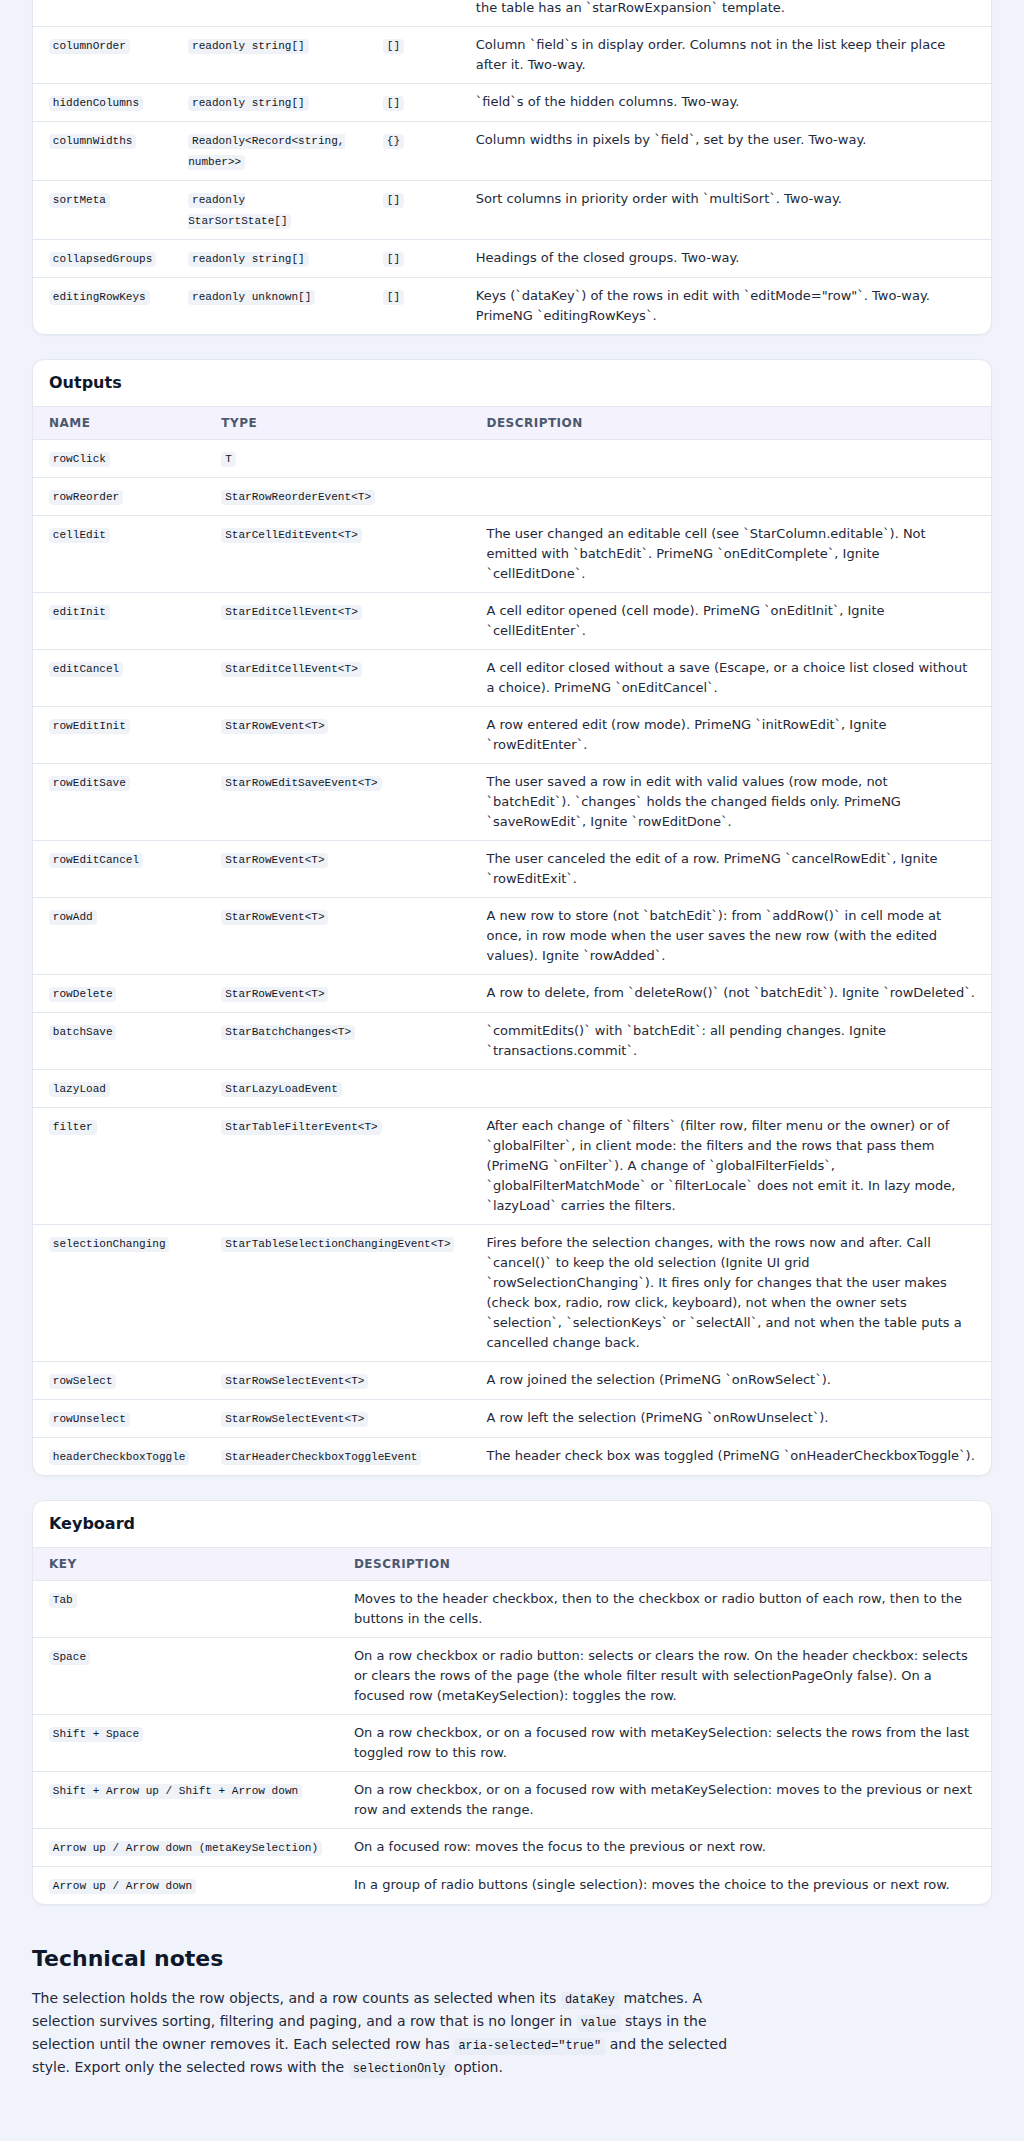 the table has an `starRowExpansion` template.
columnOrder readonly string[] [] Column `field`s in display order. Columns not in the list keep their place
after it. Two-way.
hiddenColumns readonly string[] [] `field`s of the hidden columns. Two-way.
columnWidths Readonly<Record<string, {} Column widths in pixels by `field`, set by the user. Two-way.
number>>
sortMeta readonly [] Sort columns in priority order with `multiSort`. Two-way.
StarSortState[]
collapsedGroups readonly string[] [] Headings of the closed groups. Two-way.
editingRowKeys readonly unknown[] [] Keys (`dataKey`) of the rows in edit with `editMode="row"`. Two-way.
PrimeNG `editingRowKeys`.
Outputs
NAME TYPE DESCRIPTION
rowClick T
rowReorder StarRowReorderEvent<T>
cellEdit StarCellEditEvent<T> The user changed an editable cell (see `StarColumn.editable`). Not
emitted with `batchEdit`. PrimeNG `onEditComplete`, Ignite
`cellEditDone`.
editInit StarEditCellEvent<T> A cell editor opened (cell mode). PrimeNG `onEditInit`, Ignite
`cellEditEnter`.
editCancel StarEditCellEvent<T> A cell editor closed without a save (Escape, or a choice list closed without
a choice). PrimeNG `onEditCancel`.
rowEditInit StarRowEvent<T> A row entered edit (row mode). PrimeNG `initRowEdit`, Ignite
`rowEditEnter`.
rowEditSave StarRowEditSaveEvent<T> The user saved a row in edit with valid values (row mode, not
`batchEdit`). `changes` holds the changed fields only. PrimeNG
`saveRowEdit`, Ignite `rowEditDone`.
rowEditCancel StarRowEvent<T> The user canceled the edit of a row. PrimeNG `cancelRowEdit`, Ignite
`rowEditExit`.
rowAdd StarRowEvent<T> A new row to store (not `batchEdit`): from `addRow()` in cell mode at
once, in row mode when the user saves the new row (with the edited
values). Ignite `rowAdded`.
rowDelete StarRowEvent<T> A row to delete, from `deleteRow()` (not `batchEdit`). Ignite `rowDeleted`.
batchSave StarBatchChanges<T> `commitEdits()` with `batchEdit`: all pending changes. Ignite
`transactions.commit`.
lazyLoad StarLazyLoadEvent
filter StarTableFilterEvent<T> After each change of `filters` (filter row, filter menu or the owner) or of
`globalFilter`, in client mode: the filters and the rows that pass them
(PrimeNG `onFilter`). A change of `globalFilterFields`,
`globalFilterMatchMode` or `filterLocale` does not emit it. In lazy mode,
`lazyLoad` carries the filters.
selectionChanging StarTableSelectionChangingEvent<T> Fires before the selection changes, with the rows now and after. Call
`cancel()` to keep the old selection (Ignite UI grid
`rowSelectionChanging`). It fires only for changes that the user makes
(check box, radio, row click, keyboard), not when the owner sets
`selection`, `selectionKeys` or `selectAll`, and not when the table puts a
cancelled change back.
rowSelect StarRowSelectEvent<T> A row joined the selection (PrimeNG `onRowSelect`).
rowUnselect StarRowSelectEvent<T> A row left the selection (PrimeNG `onRowUnselect`).
headerCheckboxToggle StarHeaderCheckboxToggleEvent The header check box was toggled (PrimeNG `onHeaderCheckboxToggle`).
Keyboard
KEY DESCRIPTION
Tab Moves to the header checkbox, then to the checkbox or radio button of each row, then to the
buttons in the cells.
Space On a row checkbox or radio button: selects or clears the row. On the header checkbox: selects
or clears the rows of the page (the whole filter result with selectionPageOnly false). On a
focused row (metaKeySelection): toggles the row.
Shift + Space On a row checkbox, or on a focused row with metaKeySelection: selects the rows from the last
toggled row to this row.
Shift + Arrow up / Shift + Arrow down On a row checkbox, or on a focused row with metaKeySelection: moves to the previous or next
row and extends the range.
Arrow up / Arrow down (metaKeySelection) On a focused row: moves the focus to the previous or next row.
Arrow up / Arrow down In a group of radio buttons (single selection): moves the choice to the previous or next row.
Technical notes
The selection holds the row objects, and a row counts as selected when its dataKey matches. A
selection survives sorting, filtering and paging, and a row that is no longer in value stays in the
selection until the owner removes it. Each selected row has aria-selected="true" and the selected
style. Export only the selected rows with the selectionOnly option.